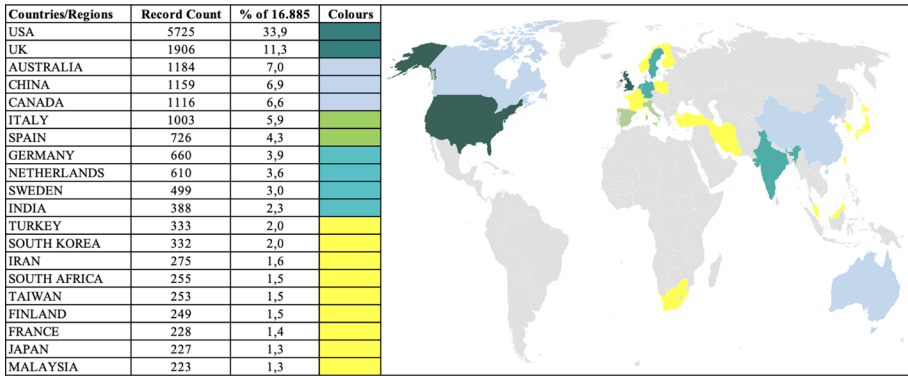 Countries/Regions Record Count % of 16.885 Colours
USA 5725 33,9
UK 1906 11,3
AUSTRALIA 1184 7,0
CHINA 1159 6,9
CANADA 1116 6,6
ITALY 1003 5,9
SPAIN 726 4,3
GERMANY 660 3,9
NETHERLANDS 610 3,6
SWEDEN 499 3,0
INDIA 388 2,3
TURKEY 333 2,0
SOUTH KOREA 332 2,0
IRAN 275 1,6
SOUTH AFRICA 255 1,5
TAIWAN 253 1,5
FINLAND 249 1,5
FRANCE 228 1,4
JAPAN 227 1,3
MALAYSIA 223 1,3